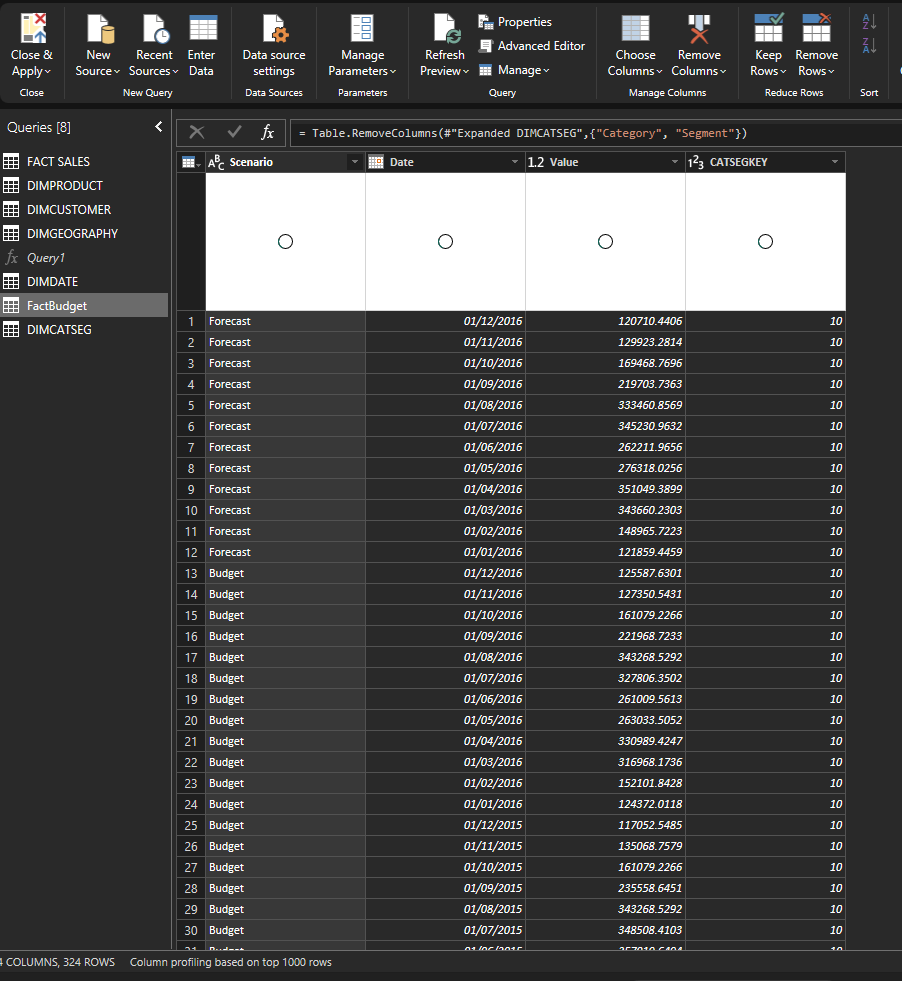 Close & Apply
New Source
Recent Sources
Enter Data
Data source settings
Manage Parameters
Refresh Preview
Properties
Advanced Editor
Manage
Choose Columns
Remove Columns
Keep Rows
Remove Rows
Close
New Query
Data Sources
Parameters
Query
Manage Columns
Reduce Rows
Sort
Queries [8]
fx
= Table.RemoveColumns(#"Expanded DIMCATSEG",{"Category", "Segment"})
FACT SALES
DIMPRODUCT
DIMCUSTOMER
DIMGEOGRAPHY
fx Query1
DIMDATE
FactBudget
DIMCATSEG
ABC Scenario Date 1.2 Value 123 CATSEGKEY
1 Forecast 01/12/2016 120710.4406 10
2 Forecast 01/11/2016 129923.2814 10
3 Forecast 01/10/2016 169468.7696 10
4 Forecast 01/09/2016 219703.7363 10
5 Forecast 01/08/2016 333460.8569 10
6 Forecast 01/07/2016 345230.9632 10
7 Forecast 01/06/2016 262211.9656 10
8 Forecast 01/05/2016 276318.0256 10
9 Forecast 01/04/2016 351049.3899 10
10 Forecast 01/03/2016 343660.2303 10
11 Forecast 01/02/2016 148965.7223 10
12 Forecast 01/01/2016 121859.4459 10
13 Budget 01/12/2016 125587.6301 10
14 Budget 01/11/2016 127350.5431 10
15 Budget 01/10/2016 161079.2266 10
16 Budget 01/09/2016 221968.7233 10
17 Budget 01/08/2016 343268.5292 10
18 Budget 01/07/2016 327806.3502 10
19 Budget 01/06/2016 261009.5613 10
20 Budget 01/05/2016 263033.5052 10
21 Budget 01/04/2016 330989.4247 10
22 Budget 01/03/2016 316968.1736 10
23 Budget 01/02/2016 152101.8428 10
24 Budget 01/01/2016 124372.0118 10
25 Budget 01/12/2015 117052.5485 10
26 Budget 01/11/2015 135068.7579 10
27 Budget 01/10/2015 161079.2266 10
28 Budget 01/09/2015 235558.6451 10
29 Budget 01/08/2015 343268.5292 10
30 Budget 01/07/2015 348508.4103 10
4 COLUMNS, 324 ROWS Column profiling based on top 1000 rows